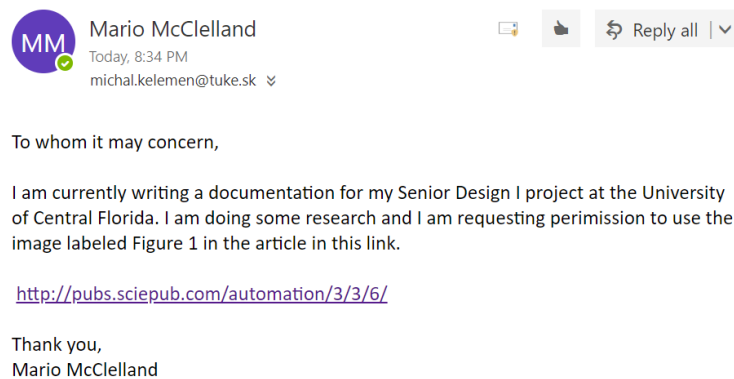 MM
Mario McClelland
Today, 8:34 PM
michal.kelemen@tuke.sk
Reply all
To whom it may concern,
I am currently writing a documentation for my Senior Design I project at the University
of Central Florida. I am doing some research and I am requesting perimission to use the
image labeled Figure 1 in the article in this link.
http://pubs.sciepub.com/automation/3/3/6/
Thank you,
Mario McClelland